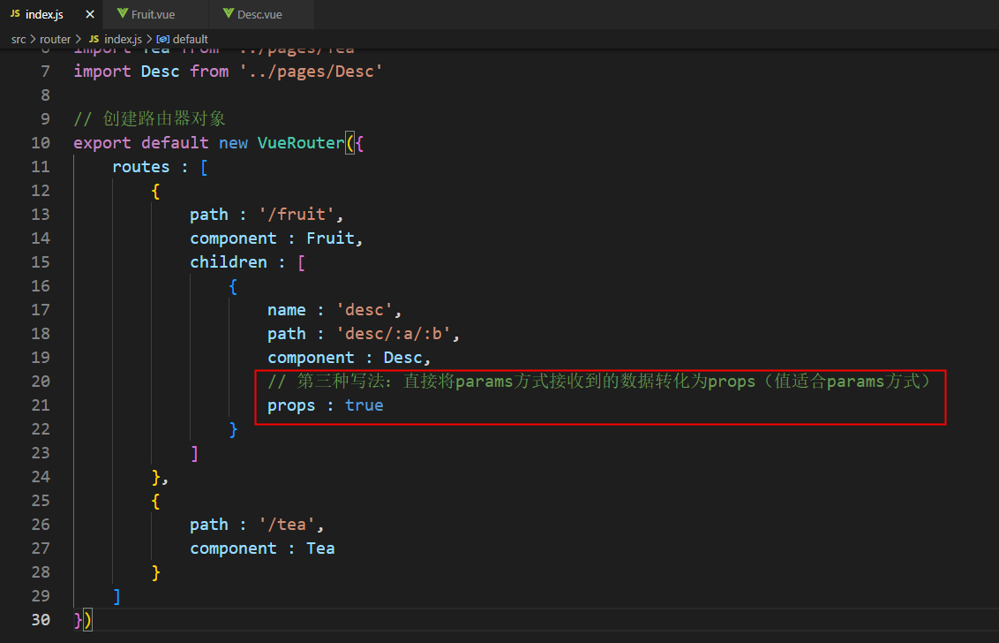 JS index.js × Fruit.vue Desc.vue
src > router > JS index.js > default
6 import Tea from '../pages/Tea'
7 import Desc from '../pages/Desc'
8
9 // 创建路由器对象
10 export default new VueRouter({
11 routes : [
12 {
13 path : '/fruit',
14 component : Fruit,
15 children : [
16 {
17 name : 'desc',
18 path : 'desc/:a/:b',
19 component : Desc,
20 // 第三种写法：直接将params方式接收到的数据转化为props（值适合params方式）
21 props : true
22 }
23 ]
24 },
25 {
26 path : '/tea',
27 component : Tea
28 }
29 ]
30 })